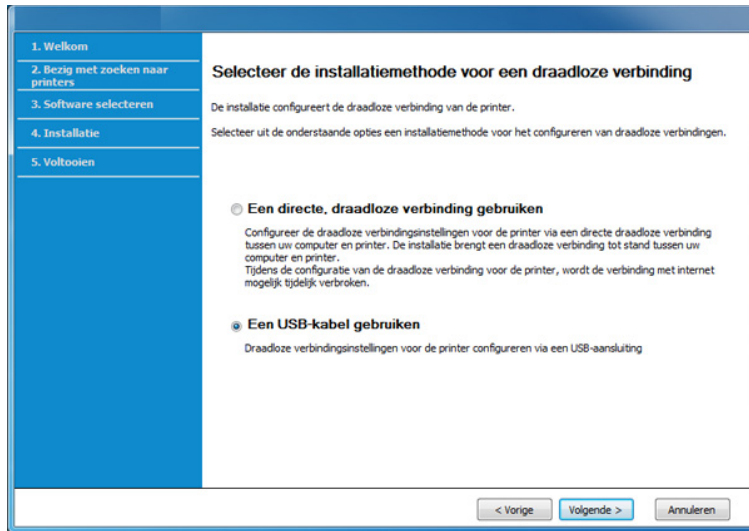 1. Welkom
2. Bezig met zoeken naar
printers
3. Software selecteren
4. Installatie
5. Voltooien
Selecteer de installatiemethode voor een draadloze verbinding
De installatie configureert de draadloze verbinding van de printer.
Selecteer uit de onderstaande opties een installatiemethode voor het configureren van draadloze verbindingen.
Een directe, draadloze verbinding gebruiken
Configureer de draadloze verbindingsinstellingen voor de printer via een directe draadloze verbinding
tussen uw computer en printer. De installatie brengt een draadloze verbinding tot stand tussen uw
computer en printer.
Tijdens de configuratie van de draadloze verbinding voor de printer, wordt de verbinding met internet
mogelijk tijdelijk verbroken.
Een USB-kabel gebruiken
Draadloze verbindingsinstellingen voor de printer configureren via een USB-aansluiting
< Vorige Volgende > Annuleren